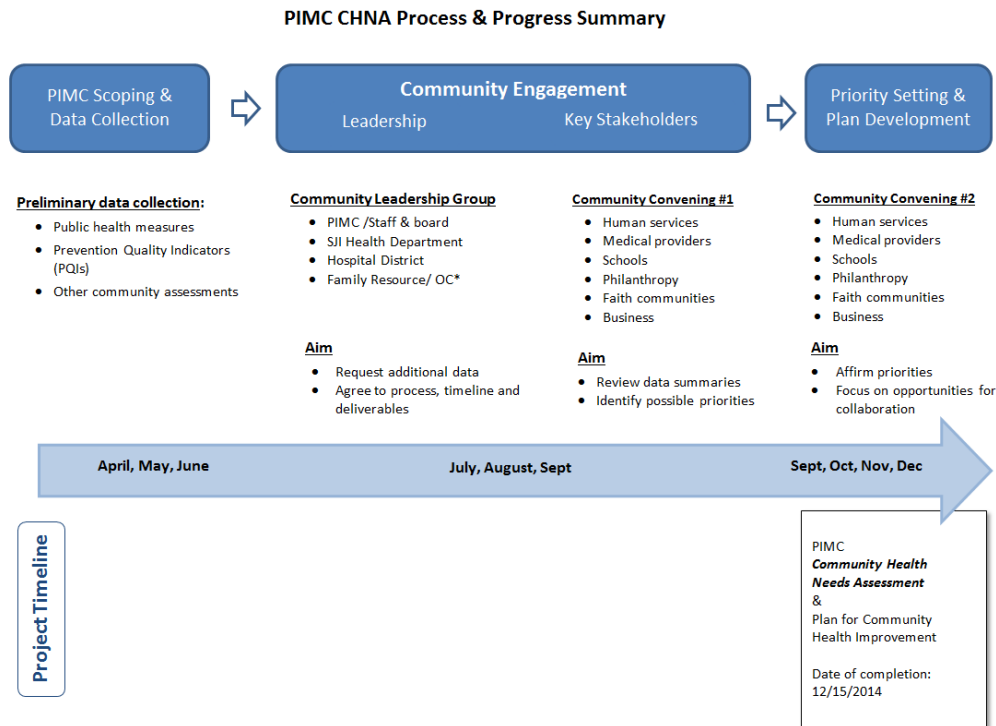 PIMC CHNA Process & Progress Summary
PIMC Scoping &
Data Collection
Community Engagement
Leadership
Key Stakeholders
Priority Setting &
Plan Development
Preliminary data collection:
• Public health measures
• Prevention Quality Indicators
(PQIs)
• Other community assessments
Community Leadership Group
• PIMC /Staff & board
• SJI Health Department
• Hospital District
• Family Resource/ OC*
Aim
• Request additional data
• Agree to process, timeline and
deliverables
Community Convening #1
• Human services
• Medical providers
• Schools
• Philanthropy
• Faith communities
• Business
Aim
• Review data summaries
• Identify possible priorities
Community Convening #2
• Human services
• Medical providers
• Schools
• Philanthropy
• Faith communities
• Business
Aim
• Affirm priorities
• Focus on opportunities for
collaboration
April, May, June
July, August, Sept
Sept, Oct, Nov, Dec
Project Timeline
PIMC
Community Health
Needs Assessment
&
Plan for Community
Health Improvement
Date of completion:
12/15/2014